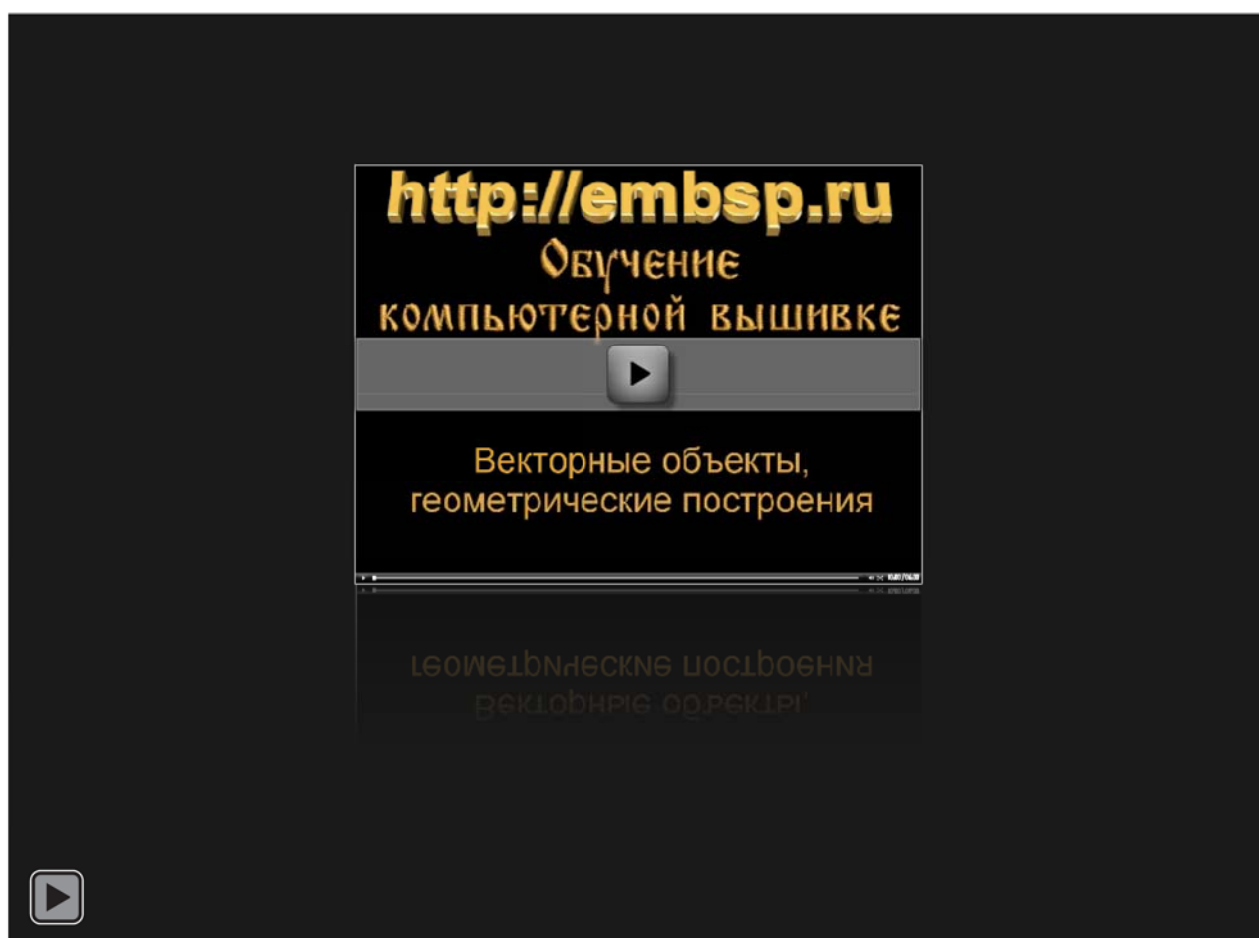 http://embsp.ru
Обучение
компьютерной вышивке
Векторные объекты,
геометрические построения